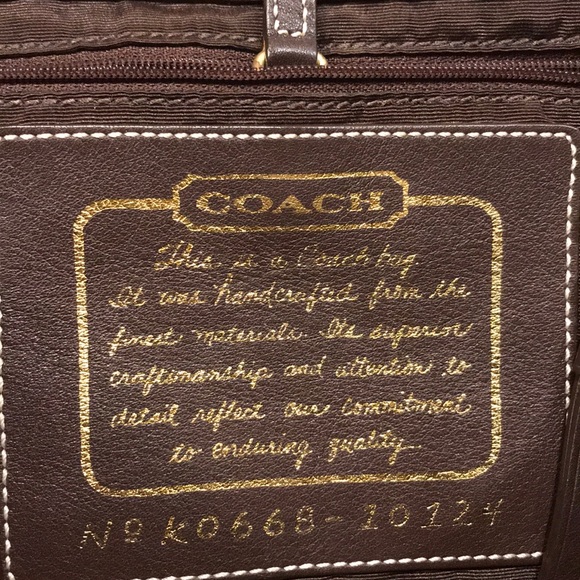 COACH
This is a Coach bag.
It was handcrafted from the
finest materials. Its superior
craftsmanship and attention to
detail reflect our commitment
to enduring quality.
Nº K0668-10124